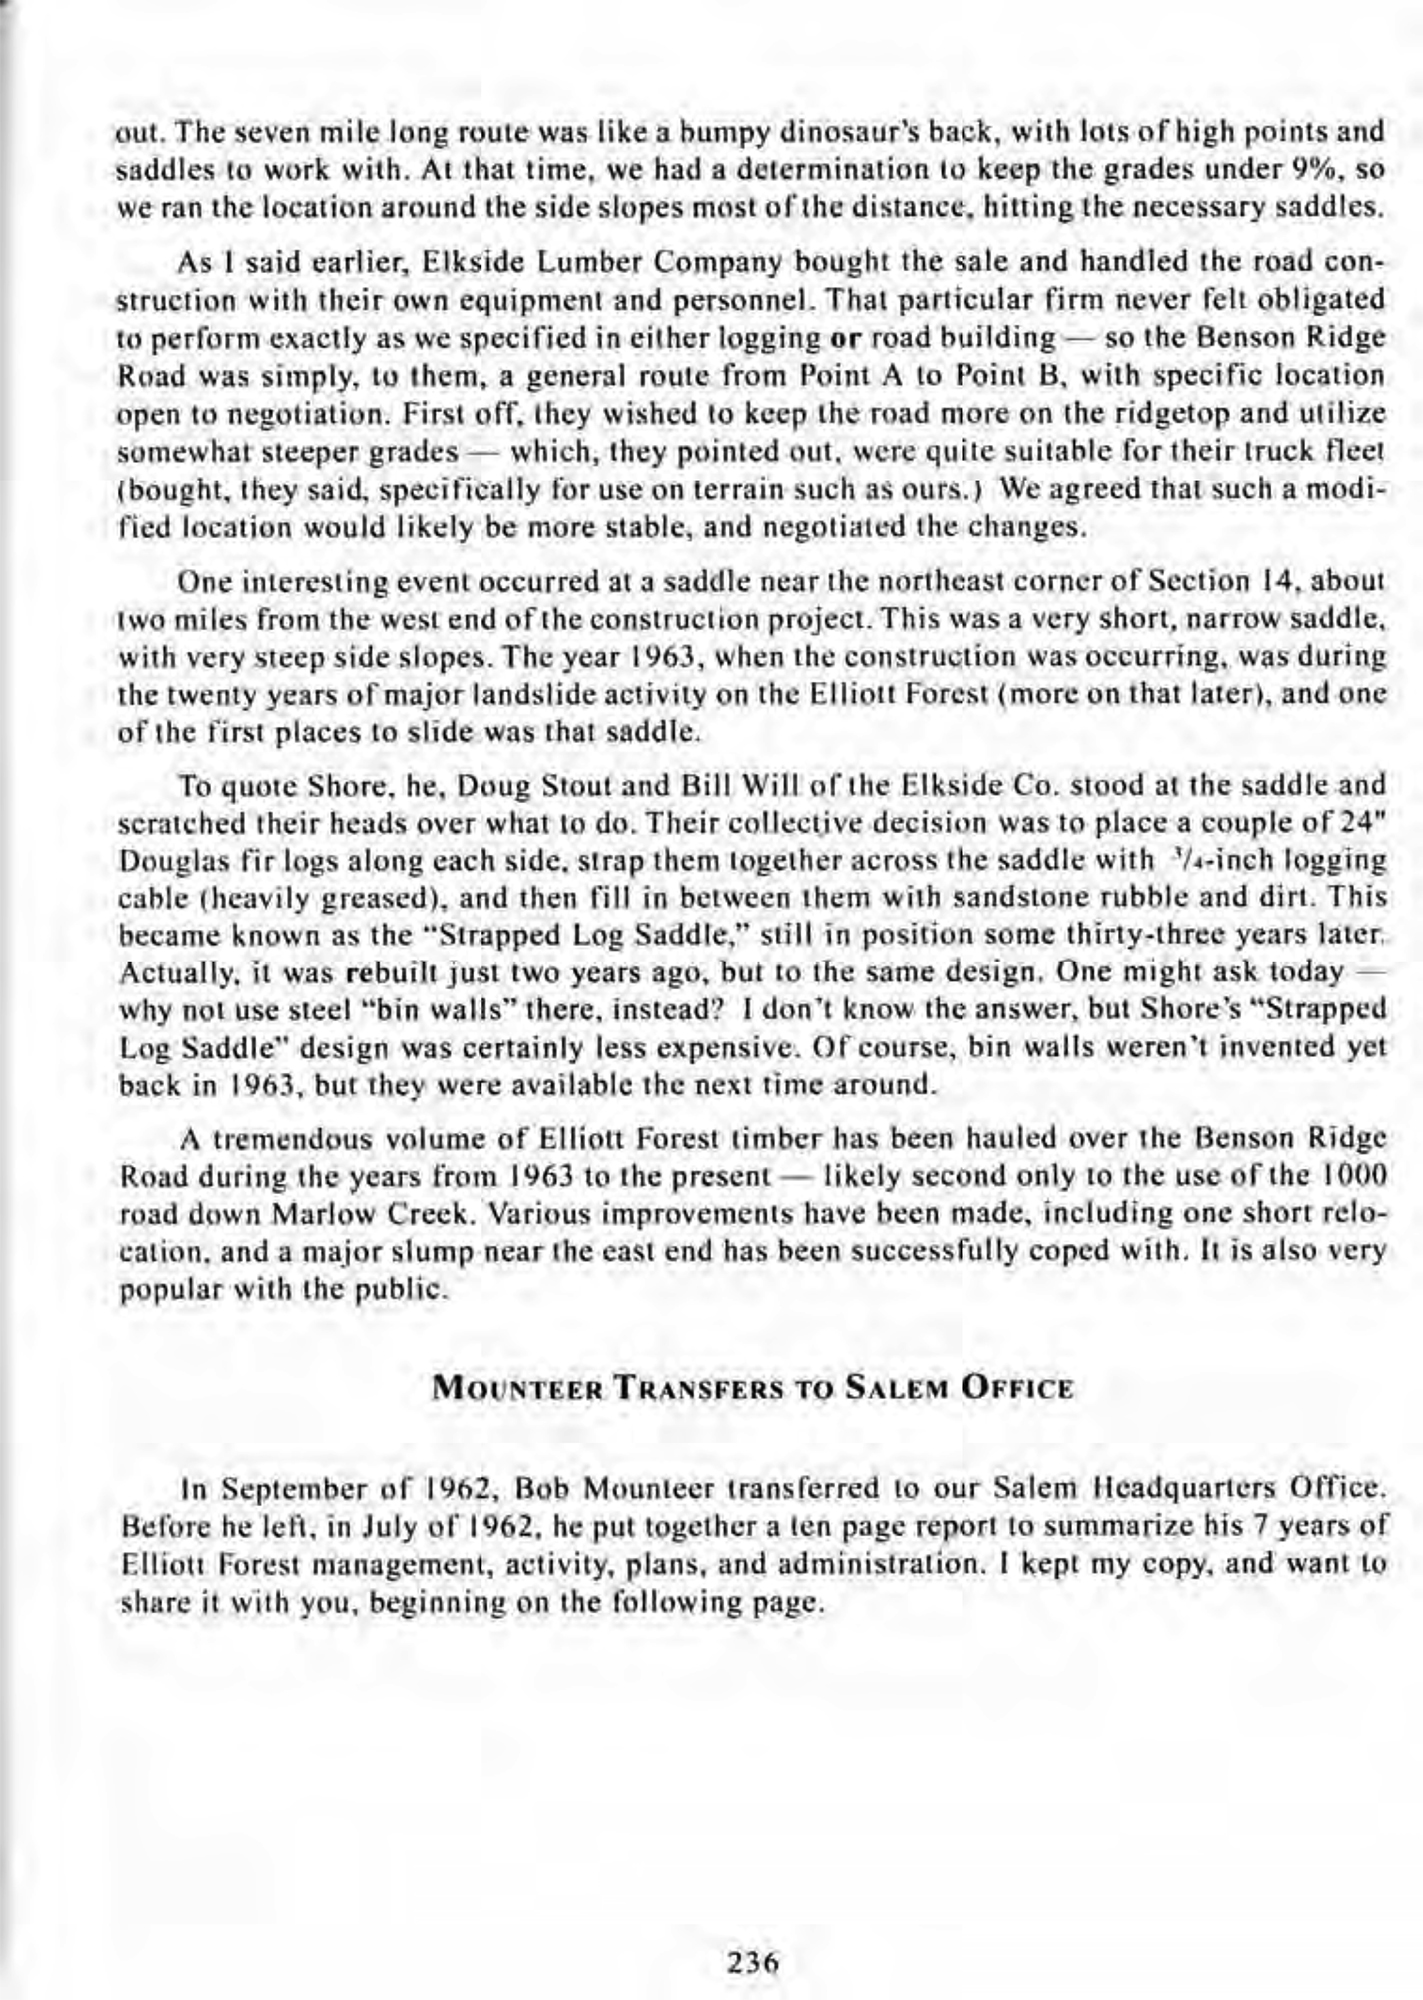 out. The seven mile long route was like a bumpy dinosaur's back, with lots of high points and
saddles to work with. At that time, we had a determination to keep the grades under 9%, so
we ran the location around the side slopes most of the distance, hitting the necessary saddles.
As I said earlier, Elkside Lumber Company bought the sale and handled the road con-
struction with their own equipment and personnel. That particular firm never felt obligated
to perform exactly as we specified in either logging or road building — so the Benson Ridge
Road was simply, to them, a general route from Point A to Point B, with specific location
open to negotiation. First off, they wished to keep the road more on the ridgetop and utilize
somewhat steeper grades — which, they pointed out, were quite suitable for their truck fleet
(bought, they said, specifically for use on terrain such as ours.) We agreed that such a modi-
fied location would likely be more stable, and negotiated the changes.
One interesting event occurred at a saddle near the northeast corner of Section 14, about
two miles from the west end of the construction project. This was a very short, narrow saddle,
with very steep side slopes. The year 1963, when the construction was occurring, was during
the twenty years of major landslide activity on the Elliott Forest (more on that later), and one
of the first places to slide was that saddle.
To quote Shore, he, Doug Stout and Bill Will of the Elkside Co. stood at the saddle and
scratched their heads over what to do. Their collective decision was to place a couple of 24"
Douglas fir logs along each side, strap them together across the saddle with ¾-inch logging
cable (heavily greased), and then fill in between them with sandstone rubble and dirt. This
became known as the "Strapped Log Saddle," still in position some thirty-three years later.
Actually, it was rebuilt just two years ago, but to the same design. One might ask today —
why not use steel "bin walls" there, instead? I don't know the answer, but Shore's "Strapped
Log Saddle" design was certainly less expensive. Of course, bin walls weren't invented yet
back in 1963, but they were available the next time around.
A tremendous volume of Elliott Forest timber has been hauled over the Benson Ridge
Road during the years from 1963 to the present — likely second only to the use of the 1000
road down Marlow Creek. Various improvements have been made, including one short relo-
cation, and a major slump near the east end has been successfully coped with. It is also very
popular with the public.
MOUNTEER TRANSFERS TO SALEM OFFICE
In September of 1962, Bob Mounteer transferred to our Salem Headquarters Office.
Before he left, in July of 1962, he put together a ten page report to summarize his 7 years of
Elliott Forest management, activity, plans, and administration. I kept my copy, and want to
share it with you, beginning on the following page.
236